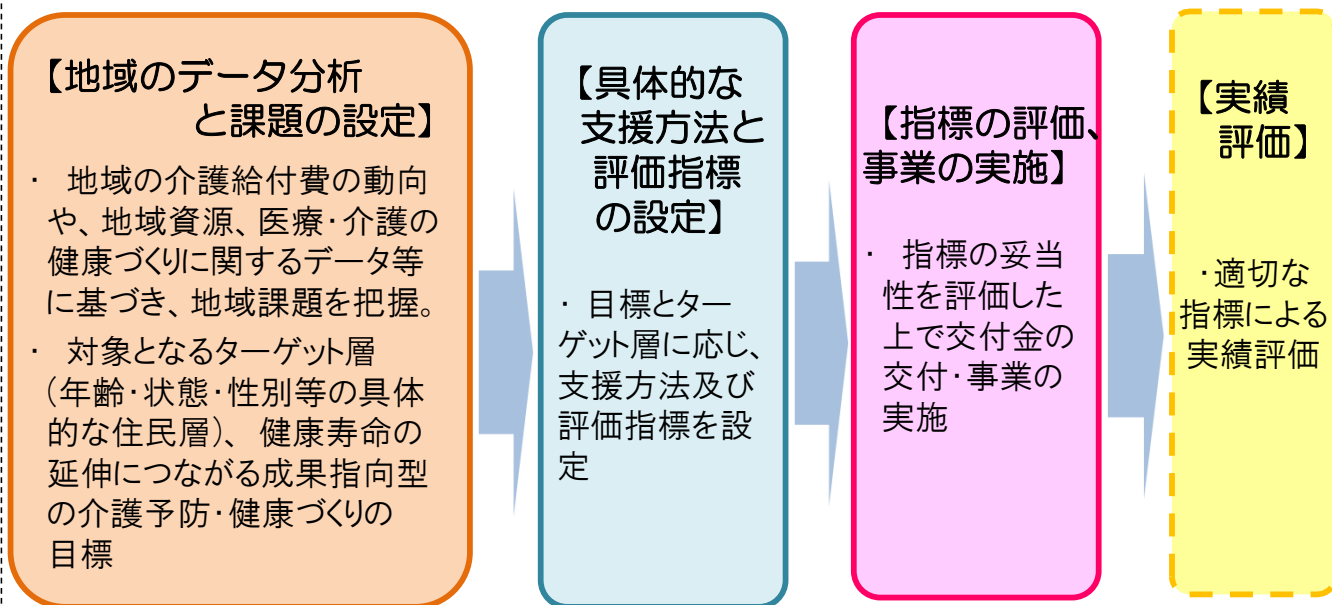 【地域のデータ分析
と課題の設定】
・ 地域の介護給付費の動向
や、地域資源、医療・介護の
健康づくりに関するデータ等
に基づき、地域課題を把握。
・ 対象となるターゲット層
(年齢・状態・性別等の具体
的な住民層)、健康寿命の
延伸につながる成果指向型
の介護予防・健康づくりの
目標
【具体的な
支援方法と
評価指標
の設定】
・ 目標とター
ゲット層に応じ、
支援方法及び
評価指標を設
定
【指標の評価、
事業の実施】
・ 指標の妥当
性を評価した
上で交付金の
交付・事業の
実施
【実績
評価】
・適切な
指標による
実績評価